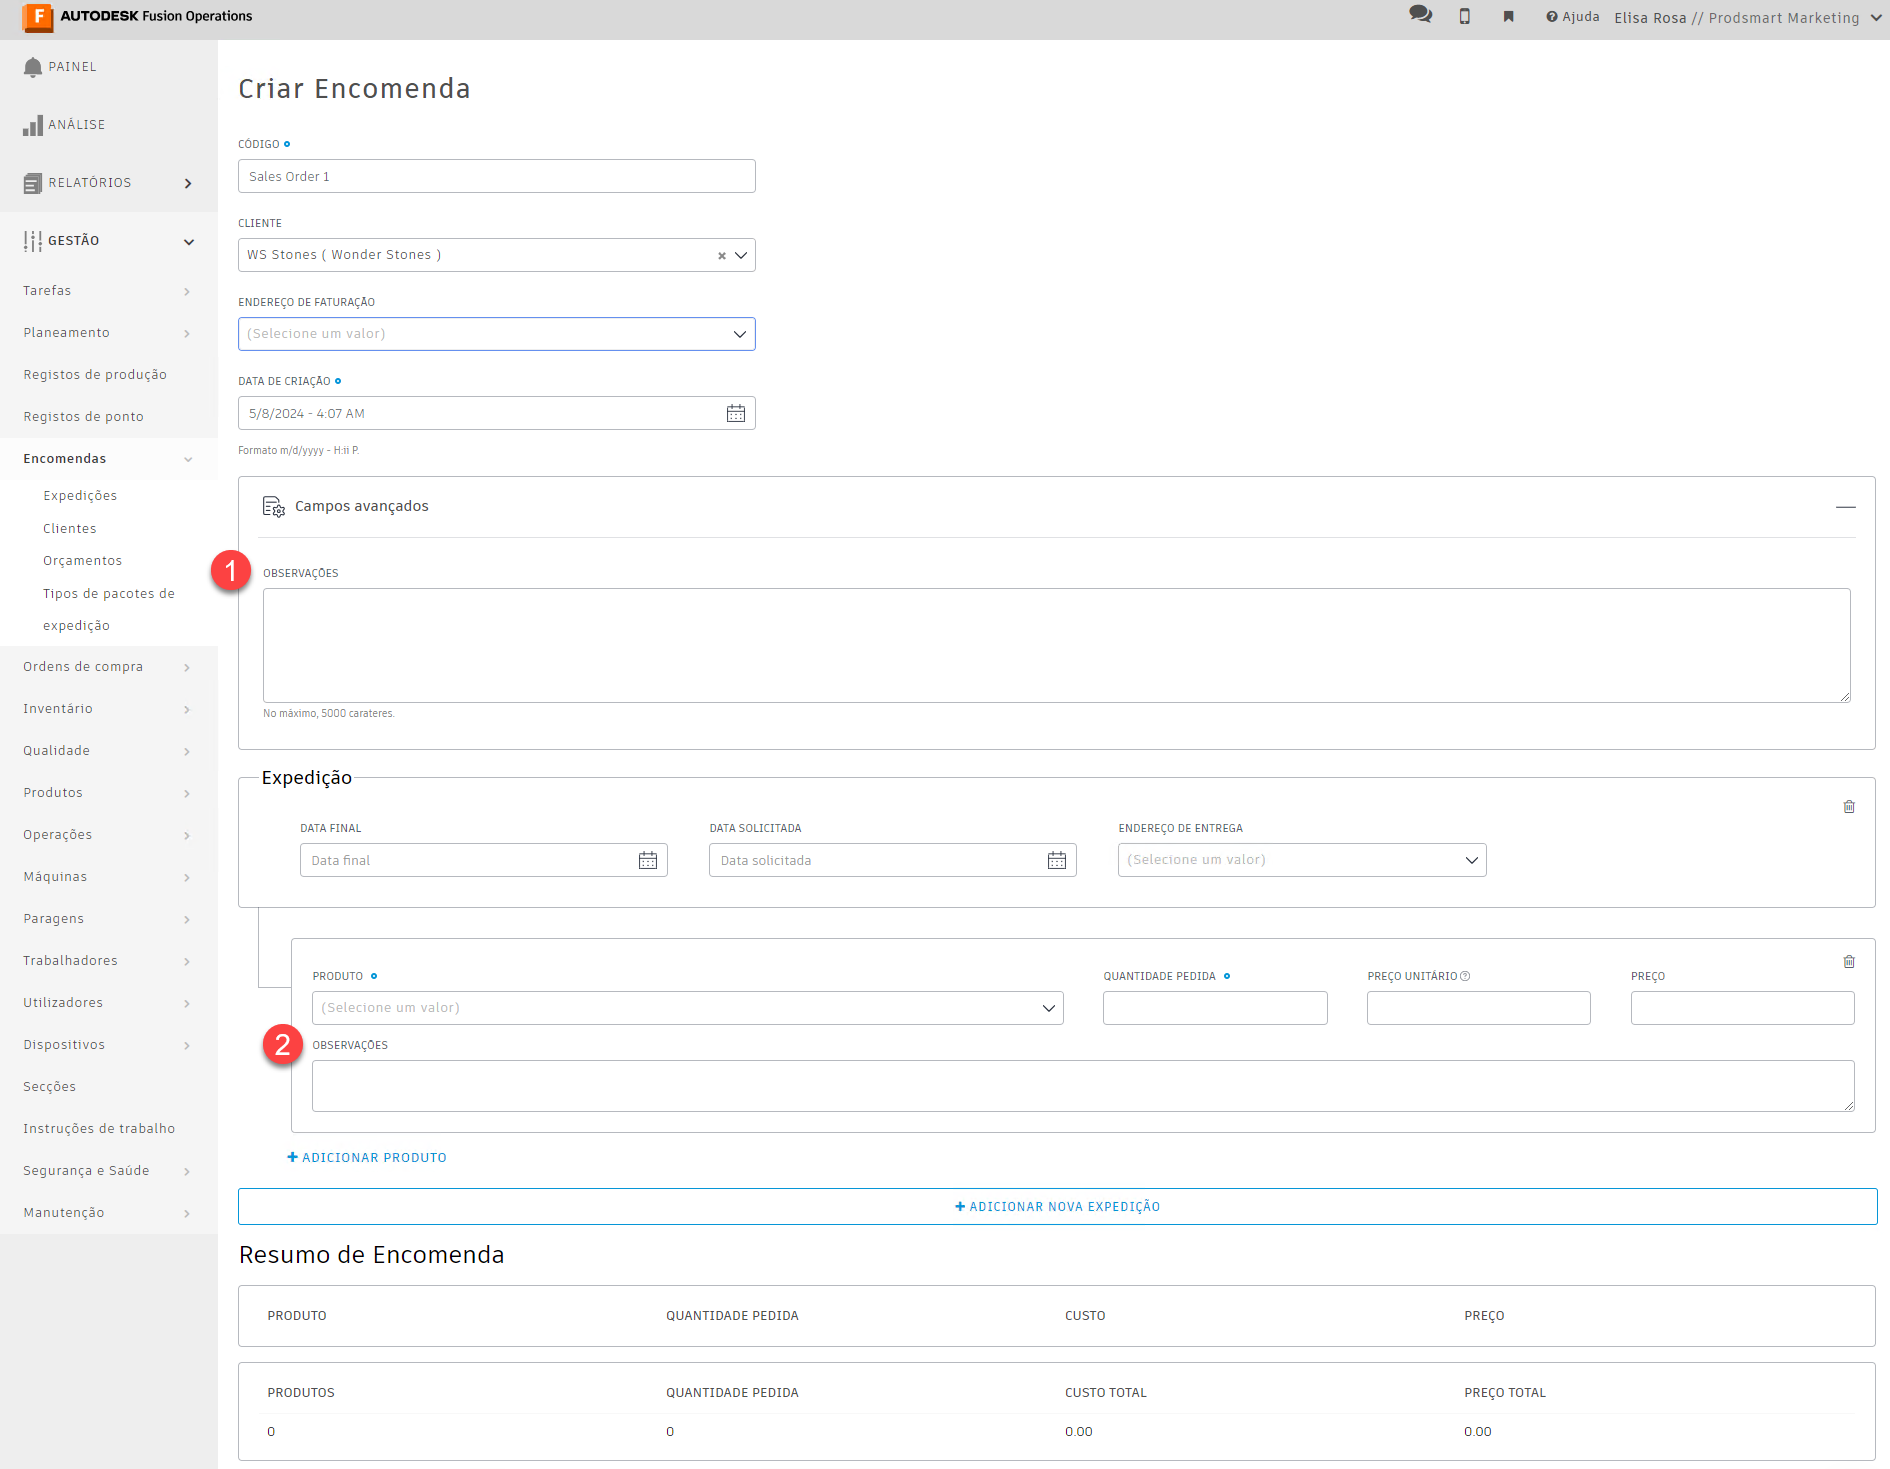 AUTODESK Fusion Operations
Ajuda
Elisa Rosa // Prodsmart Marketing
PAINEL
ANÁLISE
RELATÓRIOS
GESTÃO
Tarefas
Planeamento
Registos de produção
Registos de ponto
Encomendas
Expedições
Clientes
Orçamentos
Tipos de pacotes de
expedição
Ordens de compra
Inventário
Qualidade
Produtos
Operações
Máquinas
Paragens
Trabalhadores
Utilizadores
Dispositivos
Secções
Instruções de trabalho
Segurança e Saúde
Manutenção
Criar Encomenda
CÓDIGO
Sales Order 1
CLIENTE
WS Stones ( Wonder Stones )
ENDEREÇO DE FATURAÇÃO
(Selecione um valor)
DATA DE CRIAÇÃO
5/8/2024 - 4:07 AM
Formato m/d/yyyy - H:ii P.
Campos avançados
1
OBSERVAÇÕES
No máximo, 5000 carateres.
Expedição
DATA FINAL DATA SOLICITADA ENDEREÇO DE ENTREGA
Data final Data solicitada (Selecione um valor)
PRODUTO QUANTIDADE PEDIDA PREÇO UNITÁRIO PREÇO
(Selecione um valor)
2
OBSERVAÇÕES
+ ADICIONAR PRODUTO
+ ADICIONAR NOVA EXPEDIÇÃO
Resumo de Encomenda
PRODUTO QUANTIDADE PEDIDA CUSTO PREÇO
PRODUTOS QUANTIDADE PEDIDA CUSTO TOTAL PREÇO TOTAL
0 0 0.00 0.00